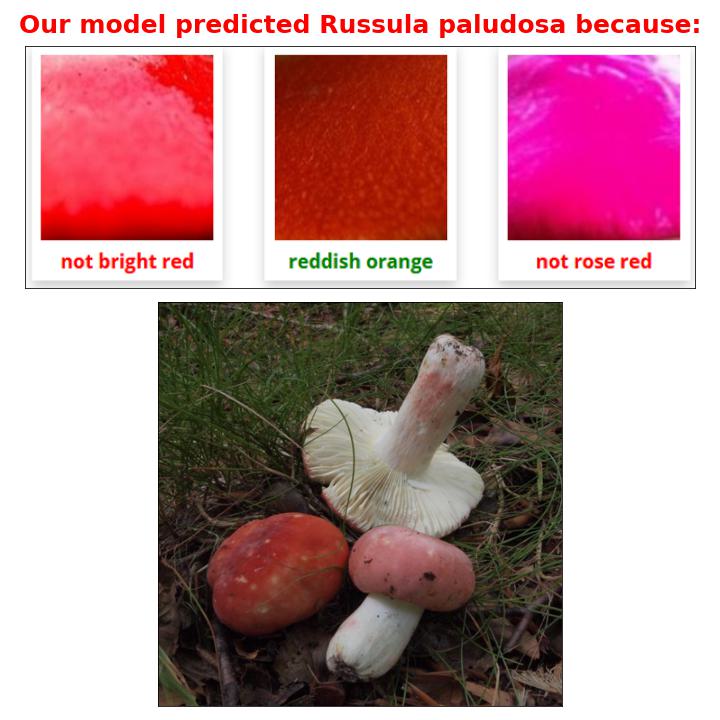 Our model predicted Russula paludosa because:
not bright red
reddish orange
not rose red